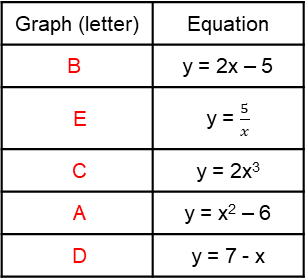 Graph (letter) Equation
B y = 2x – 5
E y = 5/x
C y = 2x³
A y = x² – 6
D y = 7 - x